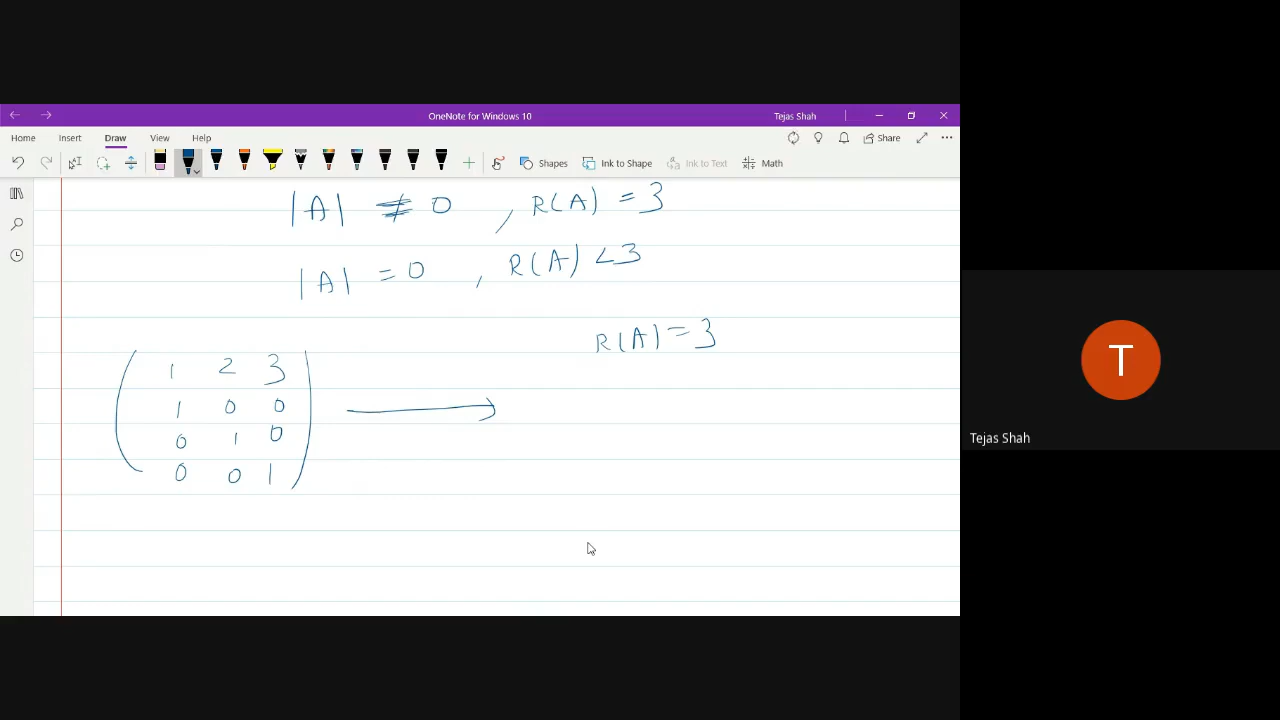 OneNote for Windows 10
Tejas Shah
Home Insert Draw View Help
Share
Shapes Ink to Shape Ink to Text Math
|A| ≠ 0 , R(A) = 3
|A| = 0 , R(A) < 3
R(A) = 3
1 2 3
1 0 0
0 1 0
0 0 1
T
Tejas Shah